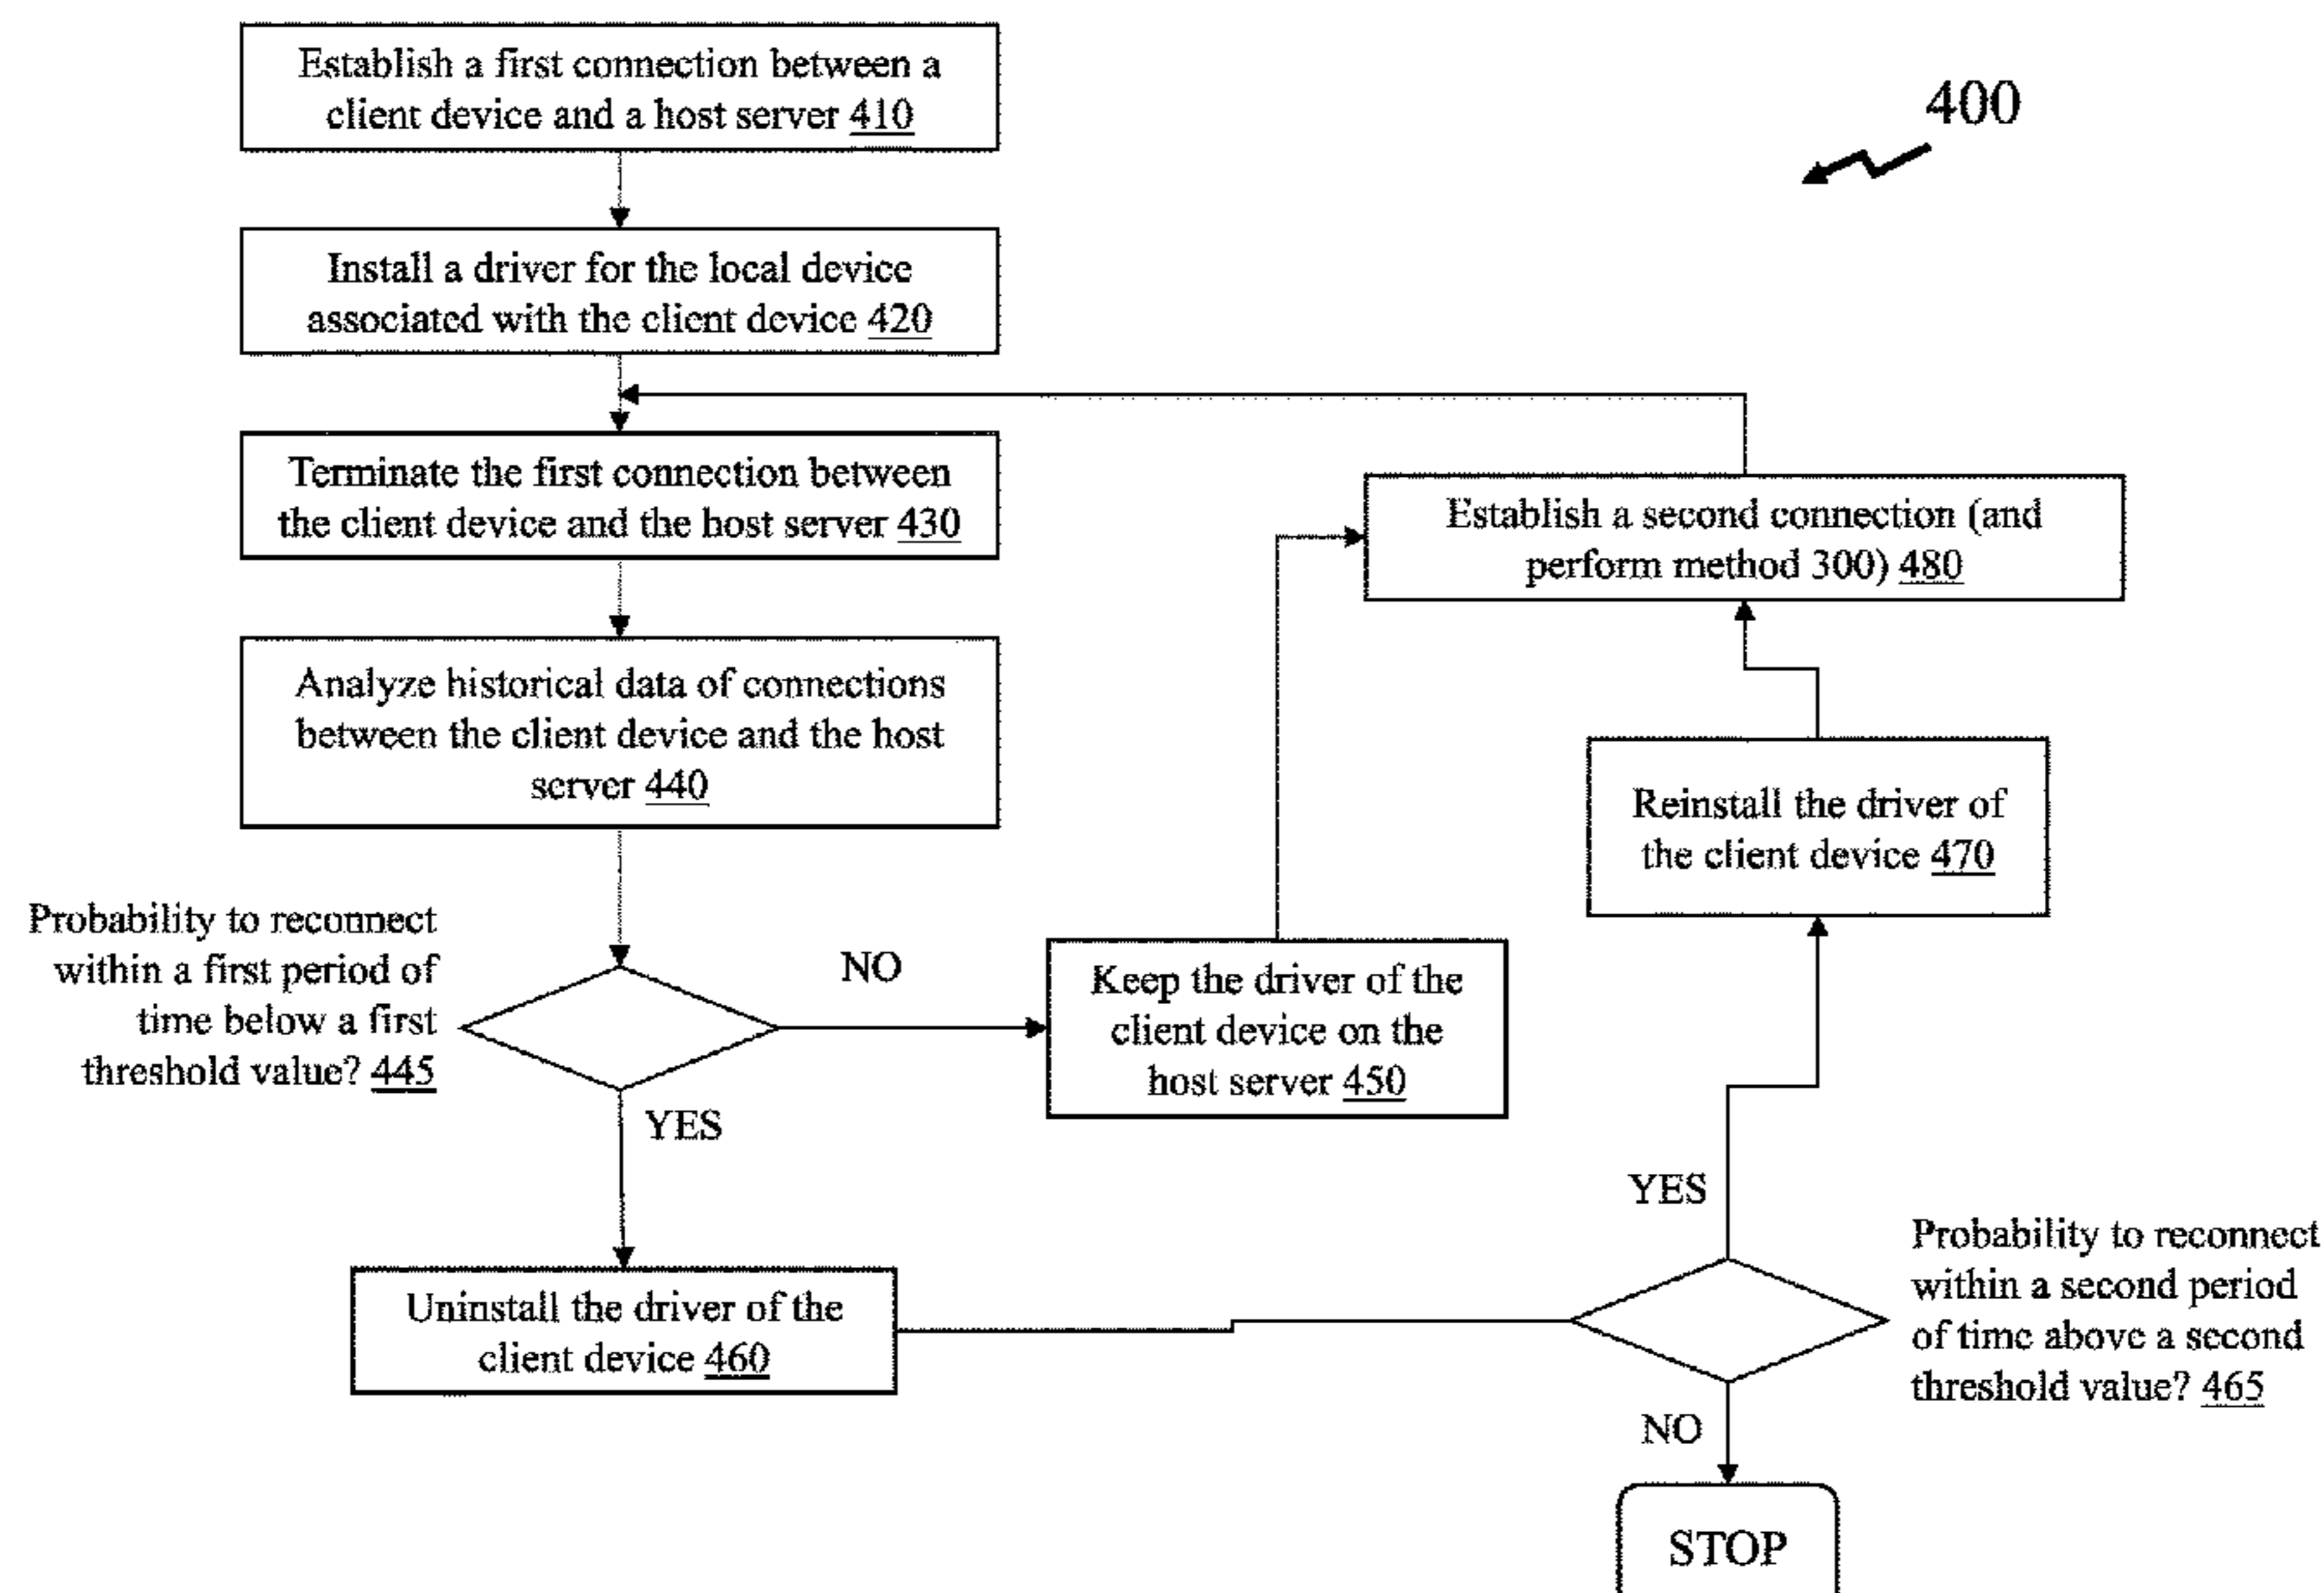 Establish a first connection between a
client device and a host server 410
400
Install a driver for the local device
associated with the client device 420
Terminate the first connection between
the client device and the host server 430
Establish a second connection (and
perform method 300) 480
Analyze historical data of connections
between the client device and the host
server 440
Reinstall the driver of
the client device 470
Probability to reconnect
within a first period of
time below a first
threshold value? 445
NO
Keep the driver of the
client device on the
host server 450
YES
YES
Uninstall the driver of the
client device 460
Probability to reconnect
within a second period
of time above a second
threshold value? 465
NO
STOP